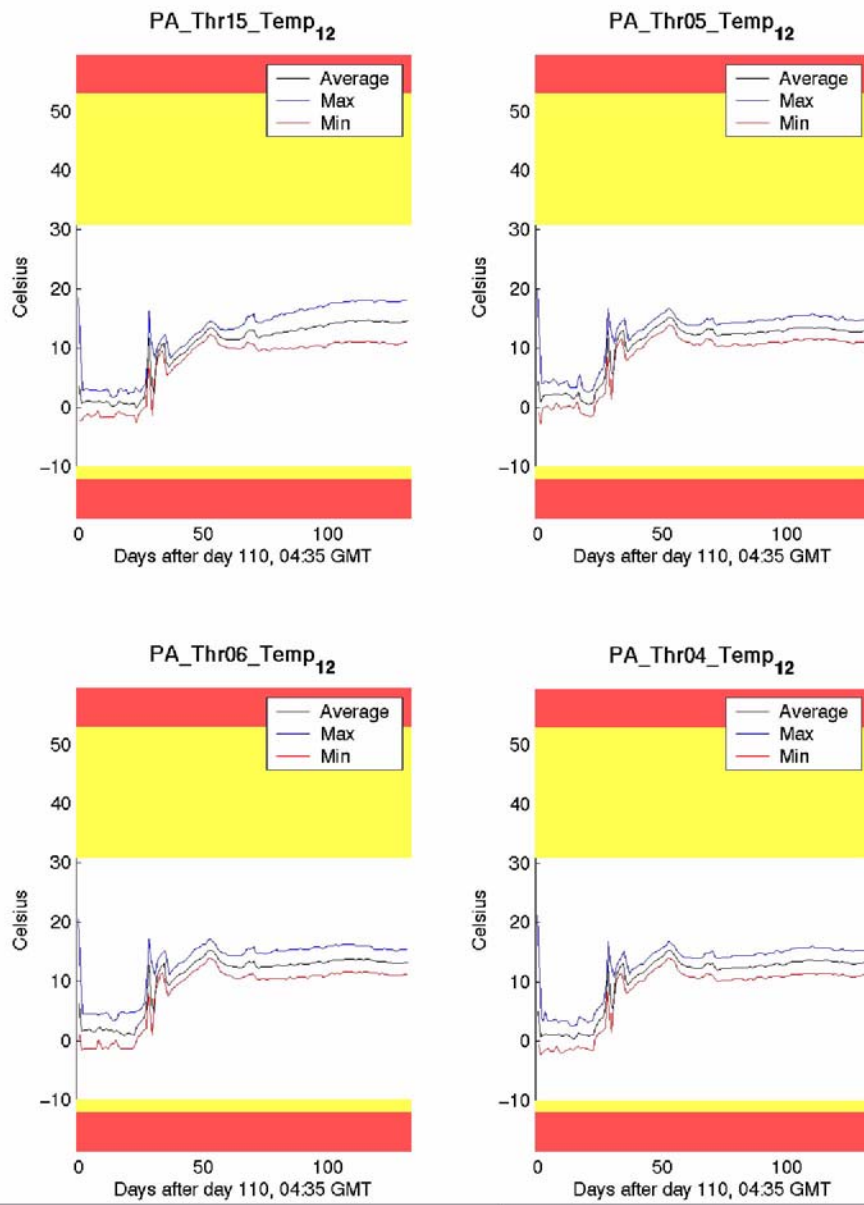 PA_Thr15_Temp12
Average
Max
Min
50
40
30
20
10
0
−10
Celsius
0 50 100
Days after day 110, 04:35 GMT
PA_Thr05_Temp12
Average
Max
Min
50
40
30
20
10
0
−10
Celsius
0 50 100
Days after day 110, 04:35 GMT
PA_Thr06_Temp12
Average
Max
Min
50
40
30
20
10
0
−10
Celsius
0 50 100
Days after day 110, 04:35 GMT
PA_Thr04_Temp12
Average
Max
Min
50
40
30
20
10
0
−10
Celsius
0 50 100
Days after day 110, 04:35 GMT